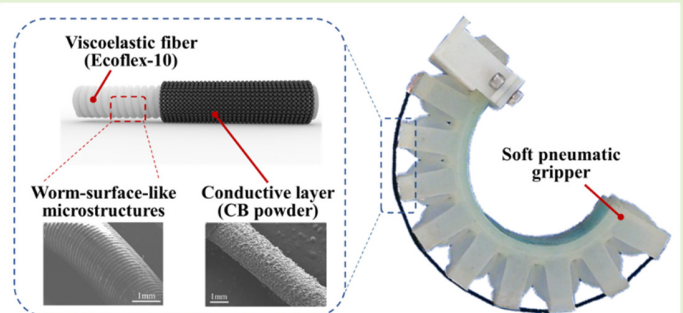 Viscoelastic fiber
(Ecoflex-10)
Worm-surface-like
microstructures
Conductive layer
(CB powder)
1mm
1mm
Soft pneumatic
gripper